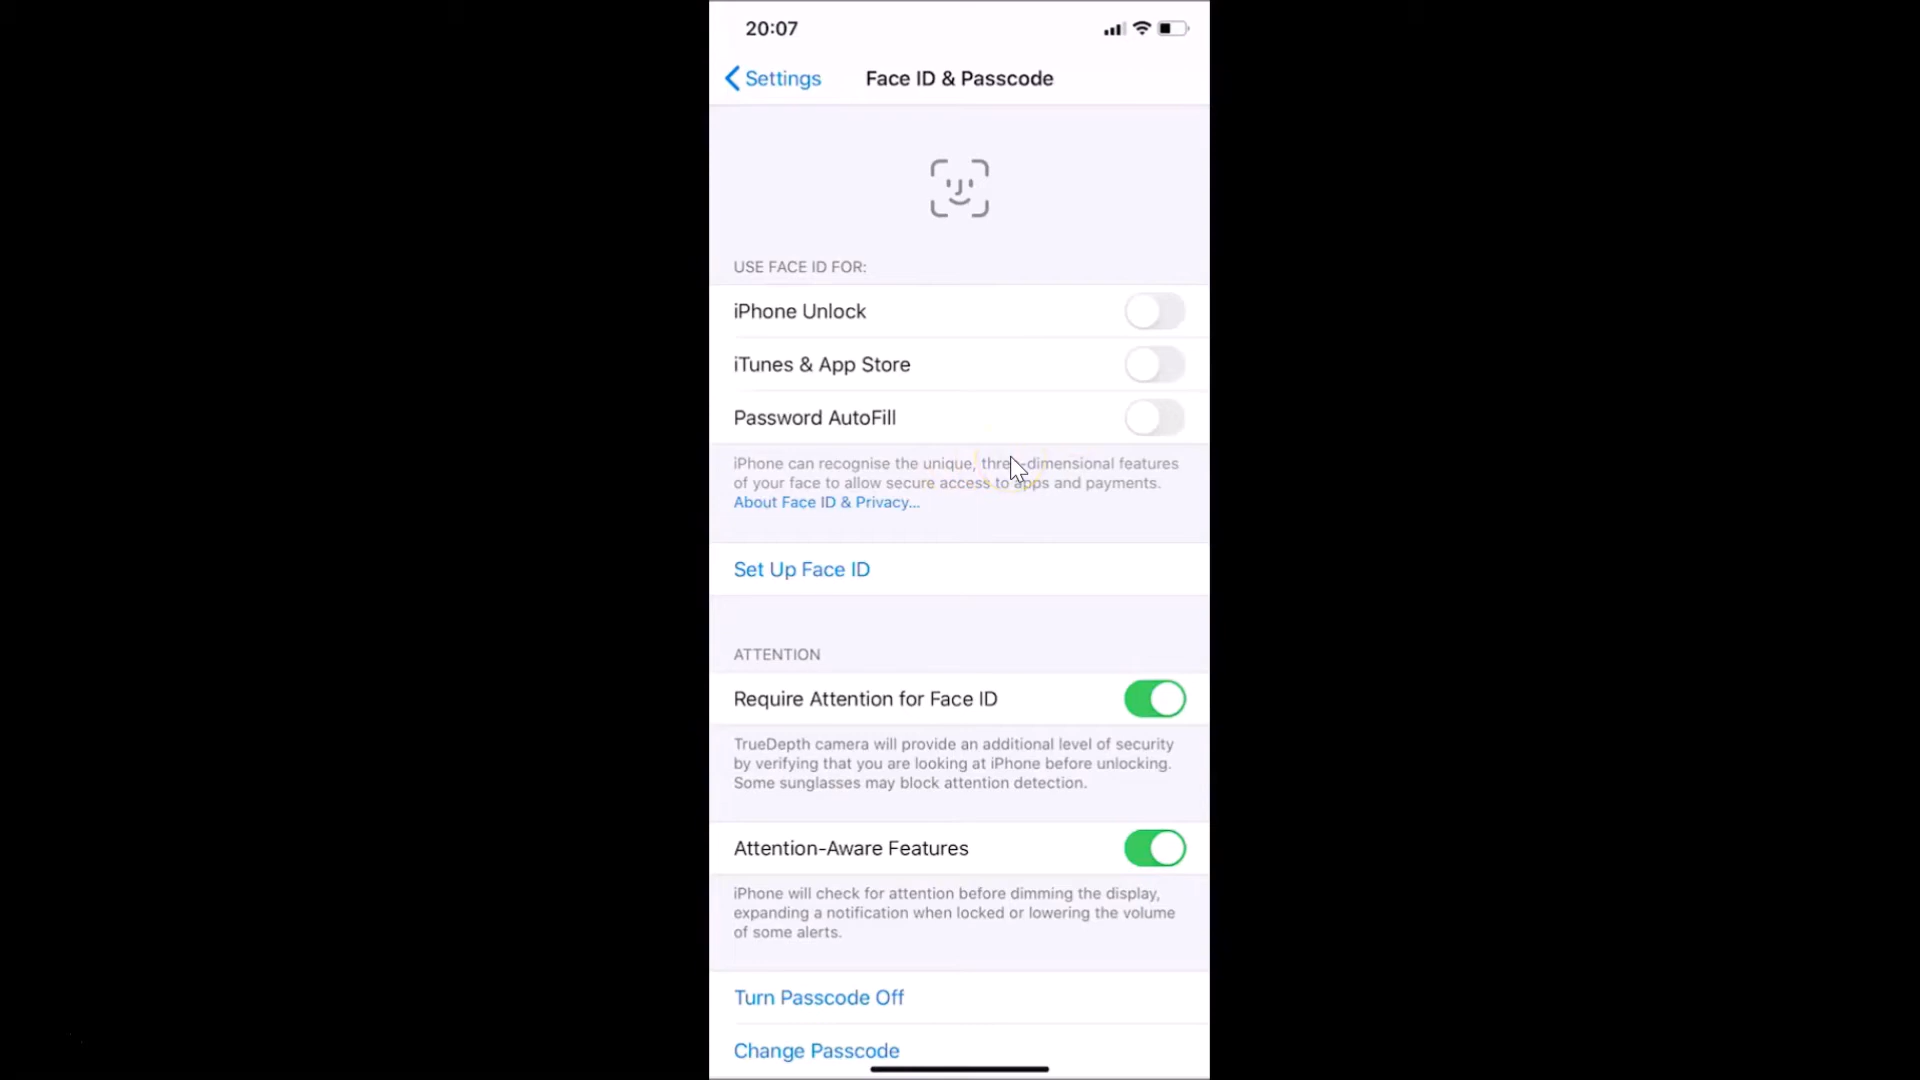 20:07
Settings
Face ID & Passcode
USE FACE ID FOR:
iPhone Unlock
iTunes & App Store
Password AutoFill
iPhone can recognise the unique, three-dimensional features
of your face to allow secure access to apps and payments.
About Face ID & Privacy...
Set Up Face ID
ATTENTION
Require Attention for Face ID
TrueDepth camera will provide an additional level of security
by verifying that you are looking at iPhone before unlocking.
Some sunglasses may block attention detection.
Attention-Aware Features
iPhone will check for attention before dimming the display,
expanding a notification when locked or lowering the volume
of some alerts.
Turn Passcode Off
Change Passcode